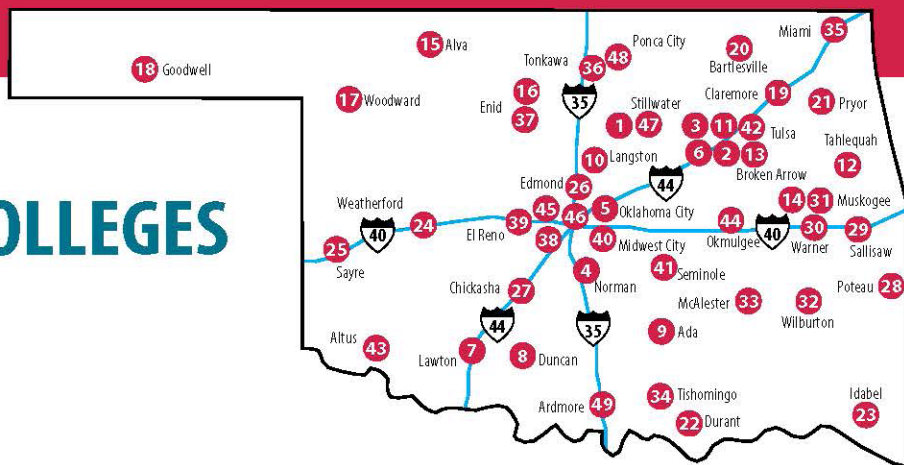 35
Miami
15
Alva
Ponca City
48
20
Bartlesville
Tonkawa
36
18
Goodwell
16
Enid
37
35
Stillwater
1
47
Claremore
19
17
Woodward
21
Pryor
3
11
42
Tulsa
6
2
13
Broken Arrow
Tahlequah
12
10
Langston
44
Edmond
26
14
31
Muskogee
OLLEGES
Weatherford
40
24
45
46
5
Oklahoma City
El Reno
39
38
40
Midwest City
44
Okmulgee
40
30
Warner
29
Sallisaw
25
Sayre
4
Norman
41
Seminole
Poteau
28
Chickasha
27
McAlester
33
32
Wilburton
44
35
9
Ada
Altus
43
Lawton
7
8
Duncan
Ardmore
49
34
Tishomingo
22
Durant
Idabel
23